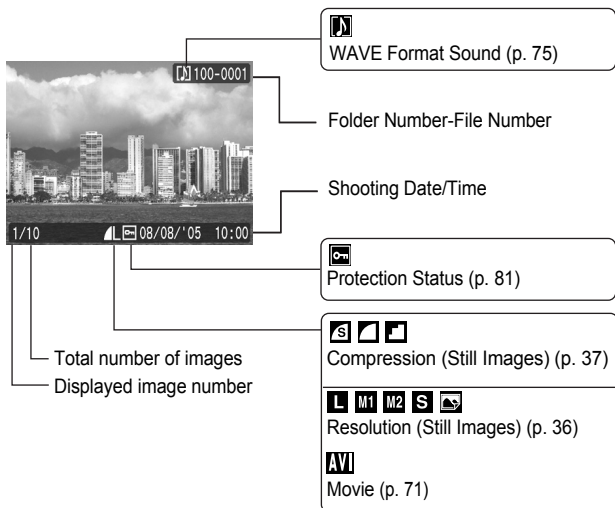 WAVE Format Sound (p. 75)
100-0001
Folder Number-File Number
Shooting Date/Time
1/10 L 08/08/'05 10:00
Protection Status (p. 81)
S
Compression (Still Images) (p. 37)
Total number of images
Displayed image number
L M1 M2 S
Resolution (Still Images) (p. 36)
AVI
Movie (p. 71)